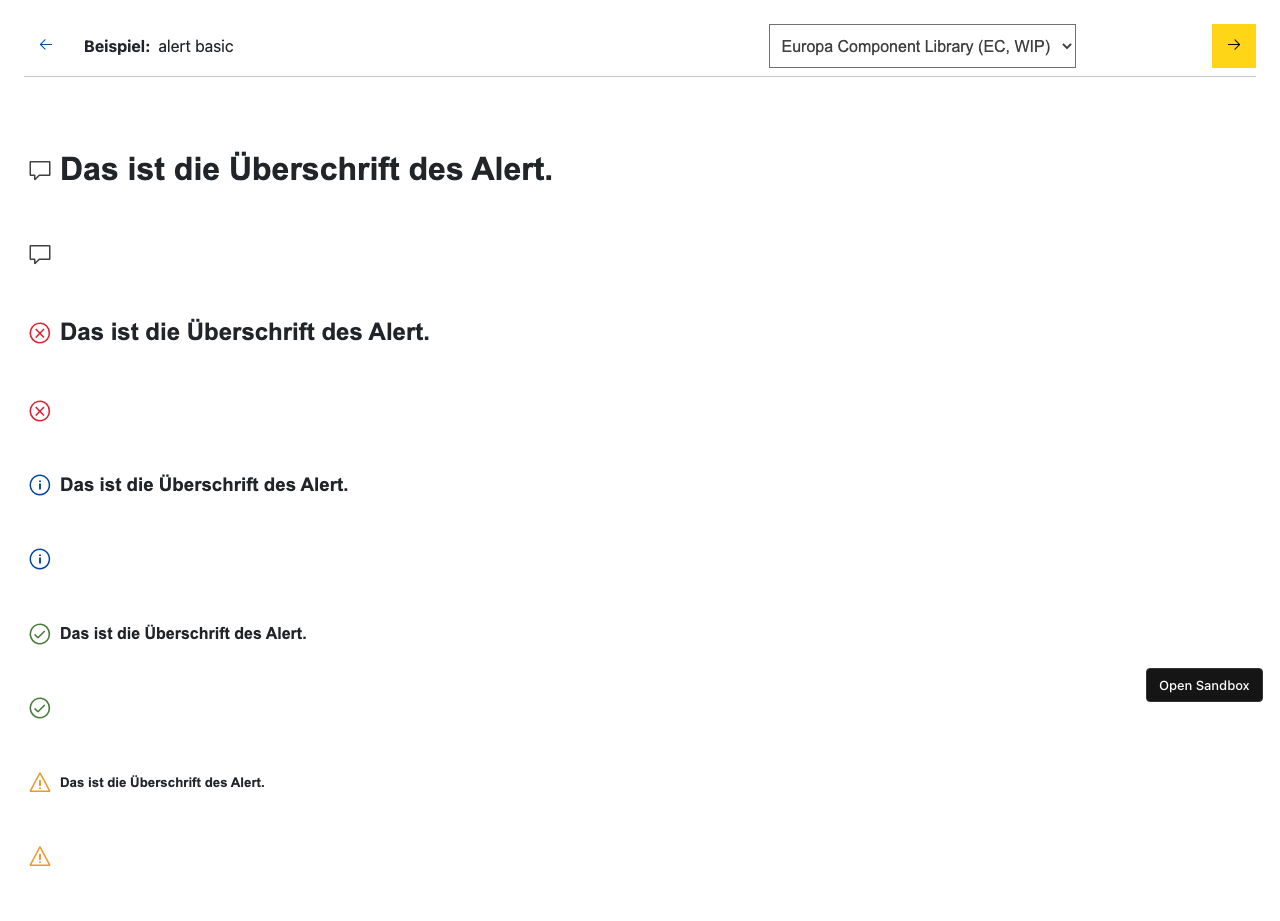 Beispiel: alert basic
Europa Component Library (EC, WIP)
Das ist die Überschrift des Alert.
Das ist die Überschrift des Alert.
Das ist die Überschrift des Alert.
Das ist die Überschrift des Alert.
Open Sandbox
Das ist die Überschrift des Alert.